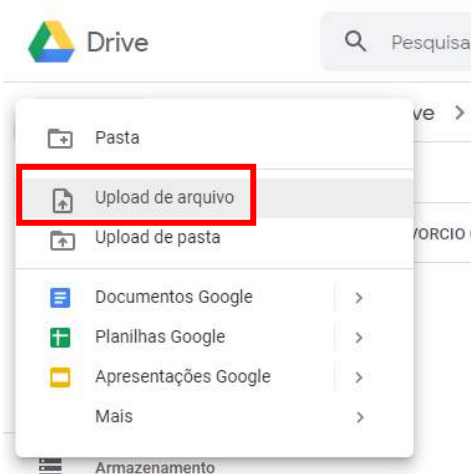 Drive
Pesquisa
ve >
Pasta
Upload de arquivo
Upload de pasta
VORCIO
Documentos Google >
Planilhas Google >
Apresentações Google >
Mais >
Armazenamento